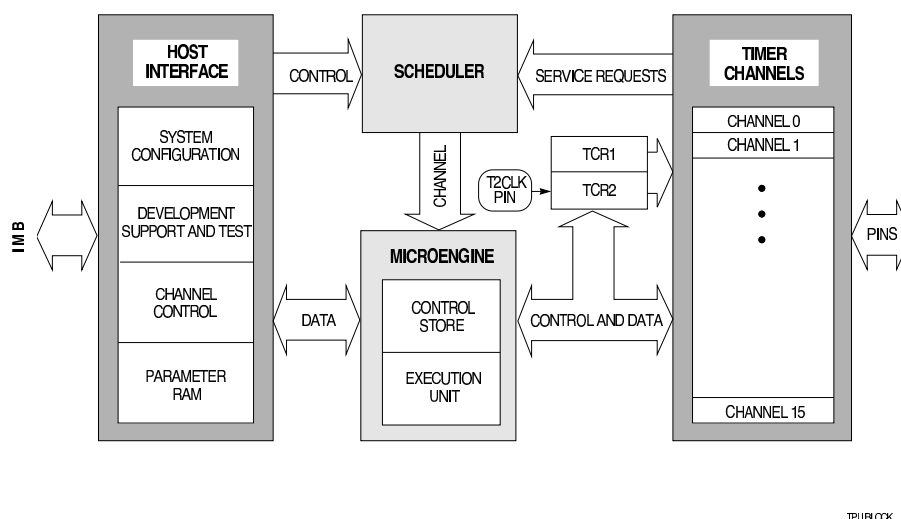 HOST
INTERFACE
SYSTEM
CONFIGURATION
DEVELOPMENT
SUPPORT AND TEST
CHANNEL
CONTROL
PARAMETER
RAM
IMB
CONTROL
SCHEDULER
SERVICE REQUESTS
CHANNEL
T2CLK
PIN
TCR1
TCR2
MICROENGINE
CONTROL
STORE
EXECUTION
UNIT
DATA
CONTROL AND DATA
TIMER
CHANNELS
CHANNEL 0
CHANNEL 1
CHANNEL 15
PINS
TPU BLOCK